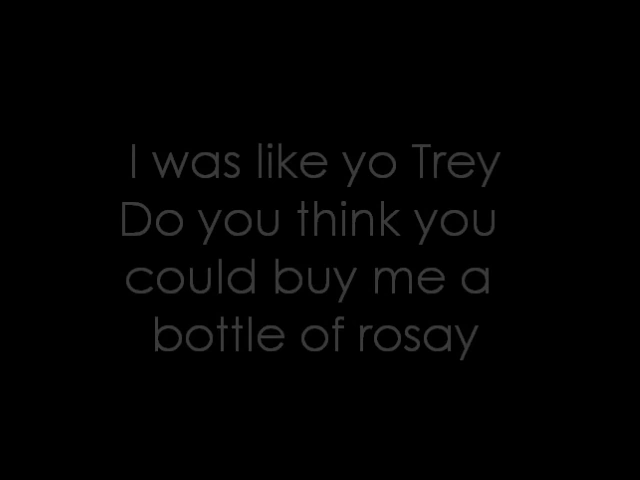 I was like yo Trey
Do you think you
could buy me a
bottle of rosay